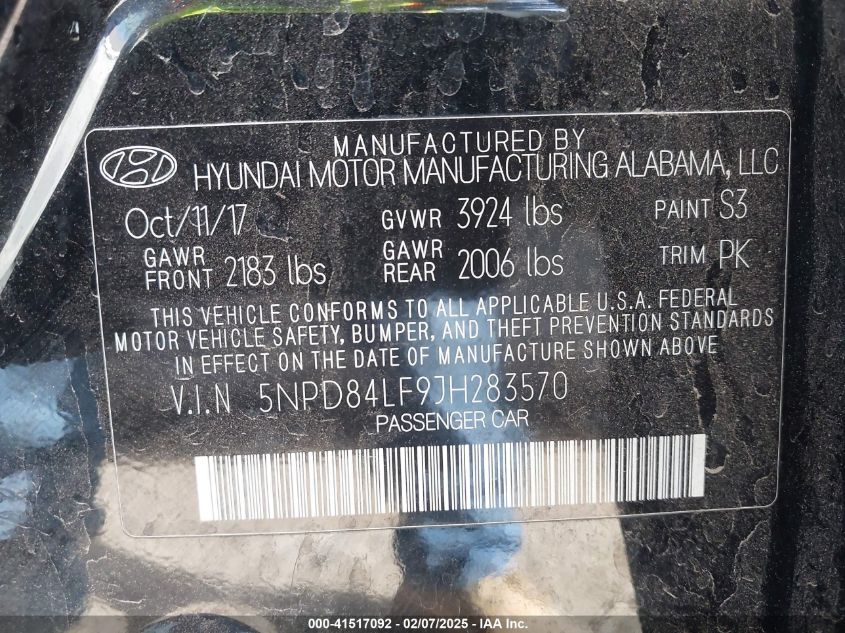 MANUFACTURED BY
HYUNDAI MOTOR MANUFACTURING ALABAMA, LLC
Oct/11/17 GVWR 3924 lbs PAINT S3
GAWR FRONT 2183 lbs GAWR REAR 2006 lbs TRIM PK
THIS VEHICLE CONFORMS TO ALL APPLICABLE U.S.A. FEDERAL
MOTOR VEHICLE SAFETY, BUMPER, AND THEFT PREVENTION STANDARDS
IN EFFECT ON THE DATE OF MANUFACTURE SHOWN ABOVE
V.I.N 5NPD84LF9JH283570
PASSENGER CAR
000-41517092 - 02/07/2025 - IAA Inc.